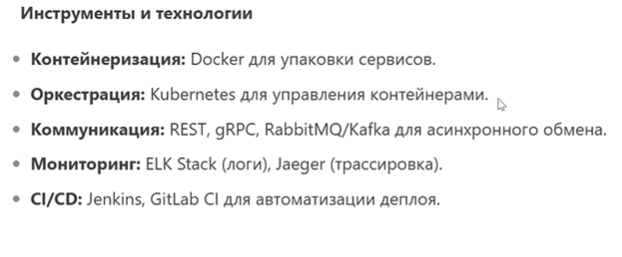 Инструменты и технологии
• Контейнеризация: Docker для упаковки сервисов.
• Оркестрация: Kubernetes для управления контейнерами.
• Коммуникация: REST, gRPC, RabbitMQ/Kafka для асинхронного обмена.
• Мониторинг: ELK Stack (логи), Jaeger (трассировка).
• CI/CD: Jenkins, GitLab CI для автоматизации деплоя.